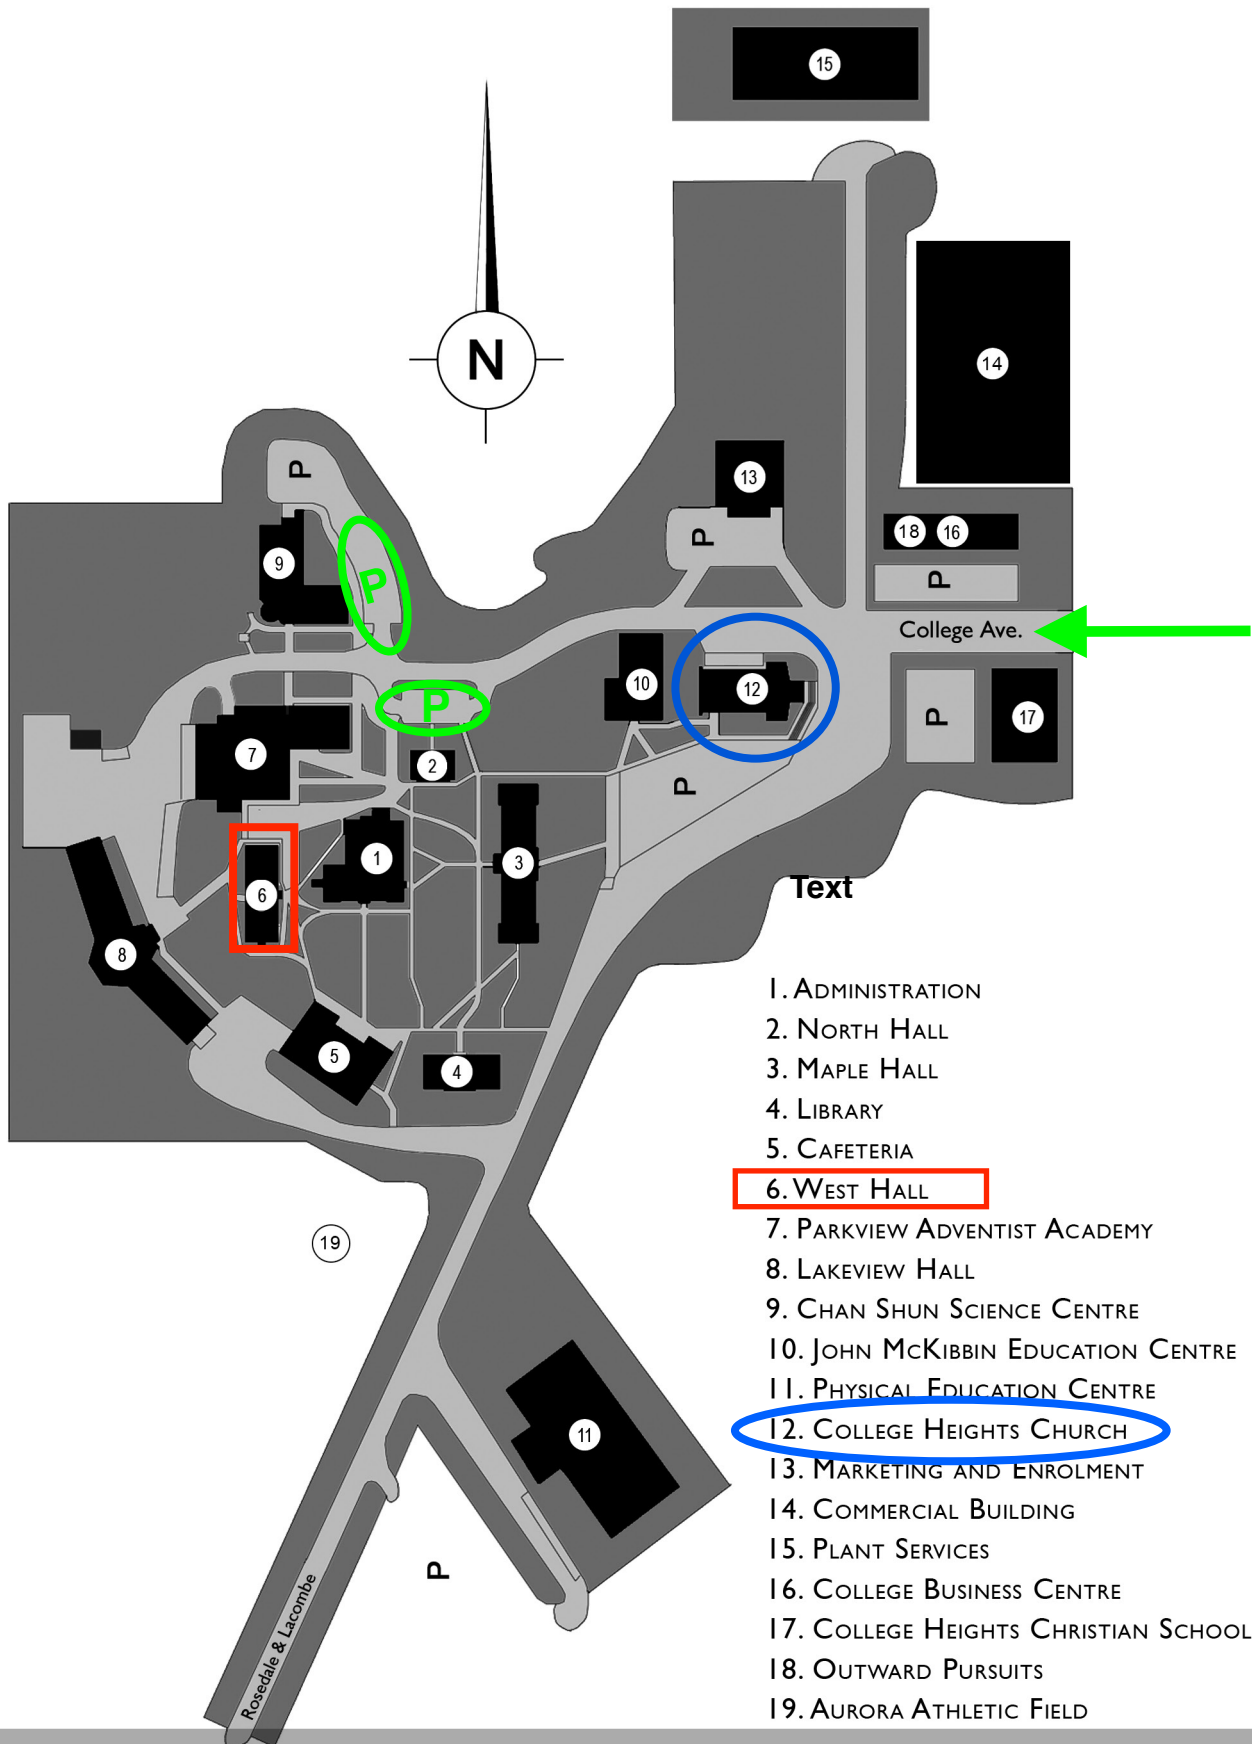 15
N
14
P
13
18 16
P
9
P
P
College Ave.
10
12
P
P
17
7
2
P
1
3
6
Text
8
5
4
1. Administration
2. North Hall
3. Maple Hall
4. Library
5. Cafeteria
6. West Hall
7. Parkview Adventist Academy
8. Lakeview Hall
9. Chan Shun Science Centre
10. John McKibbin Education Centre
11. Physical Education Centre
12. College Heights Church
13. Marketing and Enrolment
14. Commercial Building
15. Plant Services
16. College Business Centre
17. College Heights Christian School
18. Outward Pursuits
19. Aurora Athletic Field
19
11
P
Rosedale & Lacombe